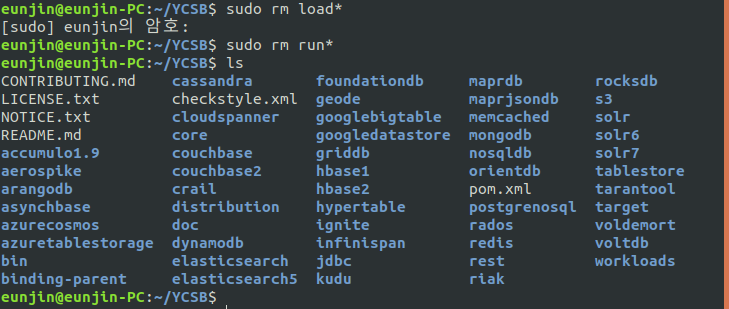 eunjin@eunjin-PC:~/YCSB$ sudo rm load*
[sudo] eunjin의 암호:
eunjin@eunjin-PC:~/YCSB$ sudo rm run*
eunjin@eunjin-PC:~/YCSB$ ls
CONTRIBUTING.md cassandra foundationdb maprdb rocksdb
LICENSE.txt checkstyle.xml geode maprjsondb s3
NOTICE.txt cloudspanner googlebigtable memcached solr
README.md core googledatastore mongodb solr6
accumulo1.9 couchbase griddb nosqldb solr7
aerospike couchbase2 hbase1 orientdb tablestore
arangodb crail hbase2 pom.xml tarantool
asynchbase distribution hypertable postgrenosql target
azurecosmos doc ignite rados voldemort
azuretablestorage dynamodb infinispan redis voltdb
bin elasticsearch jdbc rest workloads
binding-parent elasticsearch5 kudu riak
eunjin@eunjin-PC:~/YCSB$